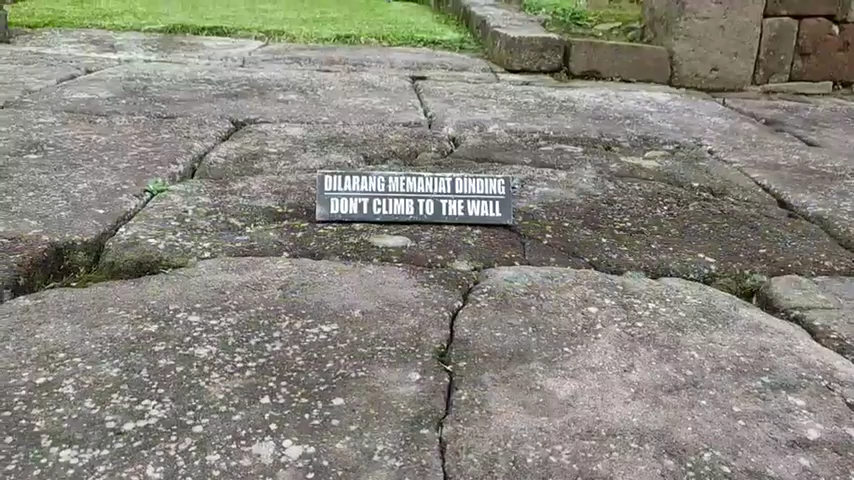 DILARANG MEMANJAT DINDING
DON'T CLIMB TO THE WALL